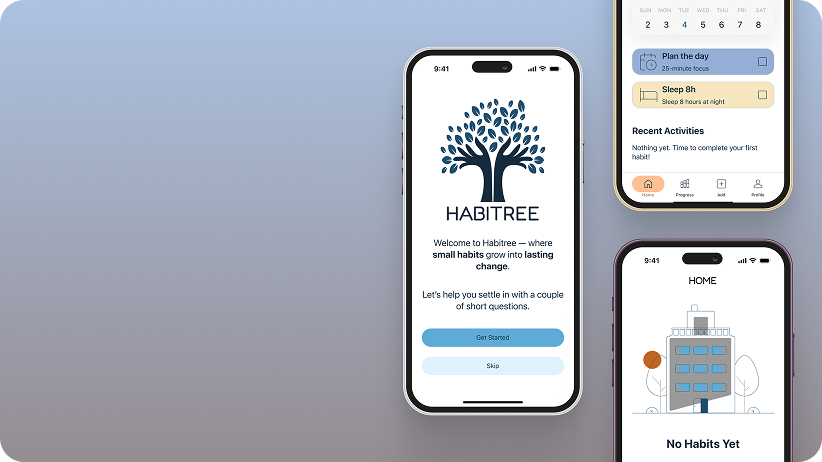 9:41
HABITREE
Welcome to Habitree — where
small habits grow into lasting
change.
Let's help you settle in with a couple
of short questions.
Get Started
Skip
SUN MON TUE WED THU FRI SAT
2 3 4 5 6 7 8
Plan the day
25-minute focus
Sleep 8h
Sleep 8 hours at night
Recent Activities
Nothing yet. Time to complete your first
habit!
Home Progress Add Profile
9:41
HOME
No Habits Yet